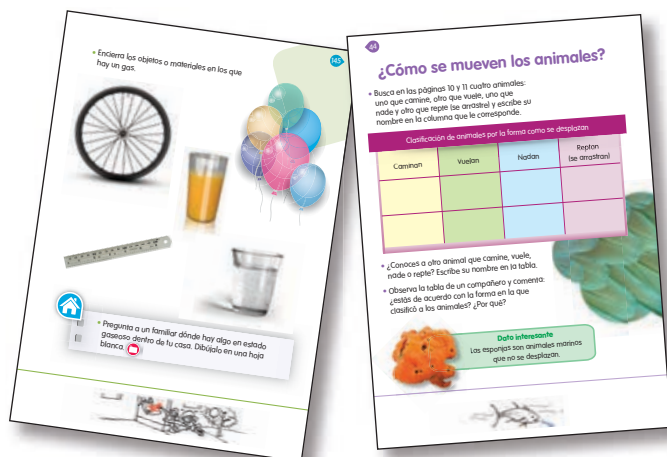 145
• Encierra los objetos o materiales en los que
hay un gas.
• Pregunta a un familiar dónde hay algo en estado
gaseoso dentro de tu casa. Dibújalo en una hoja
blanca.
44
¿Cómo se mueven los animales?
• Busca en las páginas 10 y 11 cuatro animales:
uno que camine, otro que vuele, uno que
nade y otro que repte (se arrastre) y escribe su
nombre en la columna que le corresponde.
Clasificación de animales por la forma como se desplazan
Caminan Vuelan Nadan Reptan
(se arrastran)
• ¿Conoces a otro animal que camine, vuele,
nade o repte? Escribe su nombre en la tabla.
• Observa la tabla de un compañero y comenta:
¿estás de acuerdo con la forma en la que
clasificó a los animales? ¿Por qué?
Dato interesante
Las esponjas son animales marinos
que no se desplazan.